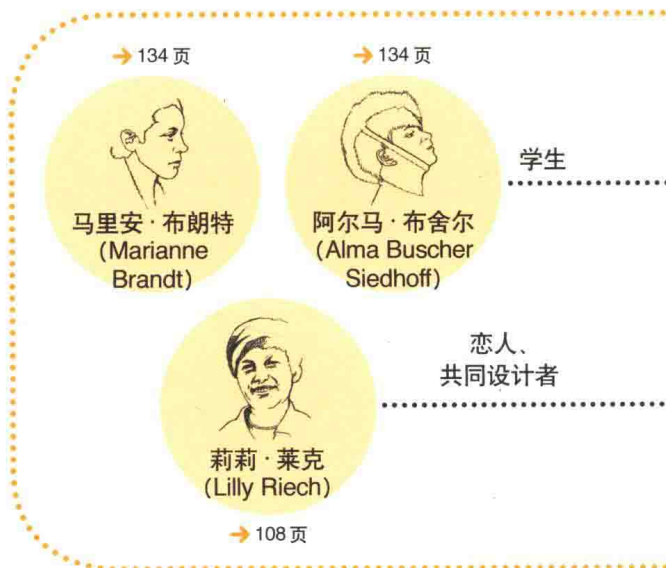 → 134 页
→ 134 页
马里安·布朗特
(Marianne
Brandt)
阿尔马·布舍尔
(Alma Buscher
Siedhoff)
学生
莉莉·莱克
(Lilly Riech)
→ 108 页
恋人、
共同设计者